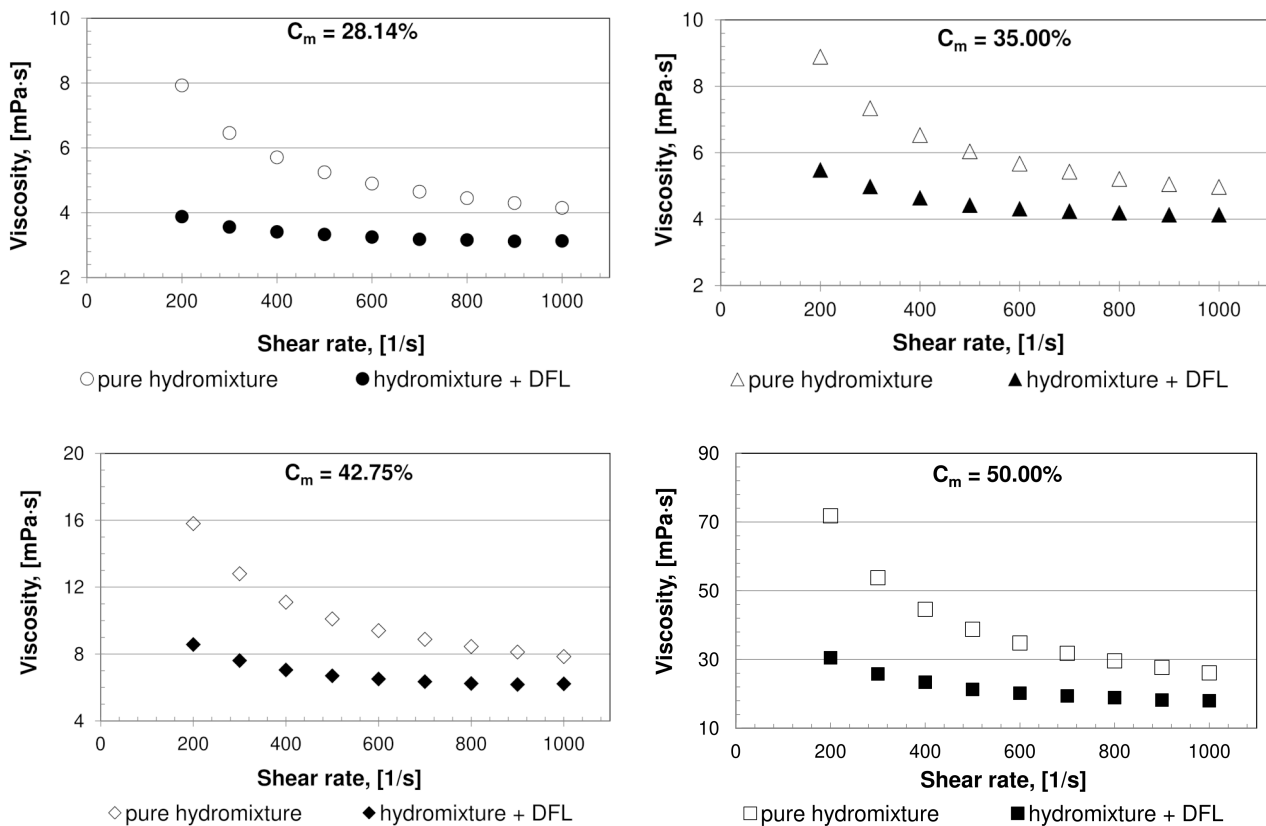 C_m = 28.14%
Viscosity, [mPa·s]
10
8
6
4
2
0 200 400 600 800 1000
Shear rate, [1/s]
pure hydromixture hydromixture + DFL
C_m = 35.00%
Viscosity, [mPa·s]
10
8
6
4
2
0 200 400 600 800 1000
Shear rate, [1/s]
pure hydromixture hydromixture + DFL
C_m = 42.75%
Viscosity, [mPa·s]
20
16
12
8
4
0 200 400 600 800 1000
Shear rate, [1/s]
pure hydromixture hydromixture + DFL
C_m = 50.00%
Viscosity, [mPa·s]
90
70
50
30
10
0 200 400 600 800 1000
Shear rate, [1/s]
pure hydromixture hydromixture + DFL